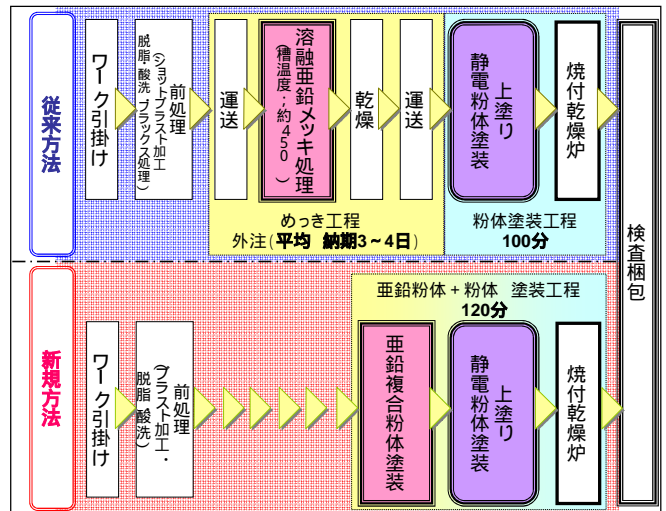 従来方法
ワーク引掛け
前処理
(ショットブラスト加工
脱脂・酸洗 ブラックス処理)
運送
溶融亜鉛メッキ処理
(槽温度;約450 )
乾燥
運送
めっき工程
外注(平均 納期3~4日)
上塗り
静電粉体塗装
焼付乾燥炉
粉体塗装工程
100分
検査梱包
新規方法
ワーク引掛け
前処理
(ブラスト加工・
脱脂 酸洗)
亜鉛粉体+粉体 塗装工程
120分
亜鉛複合粉体塗装
上塗り
静電粉体塗装
焼付乾燥炉